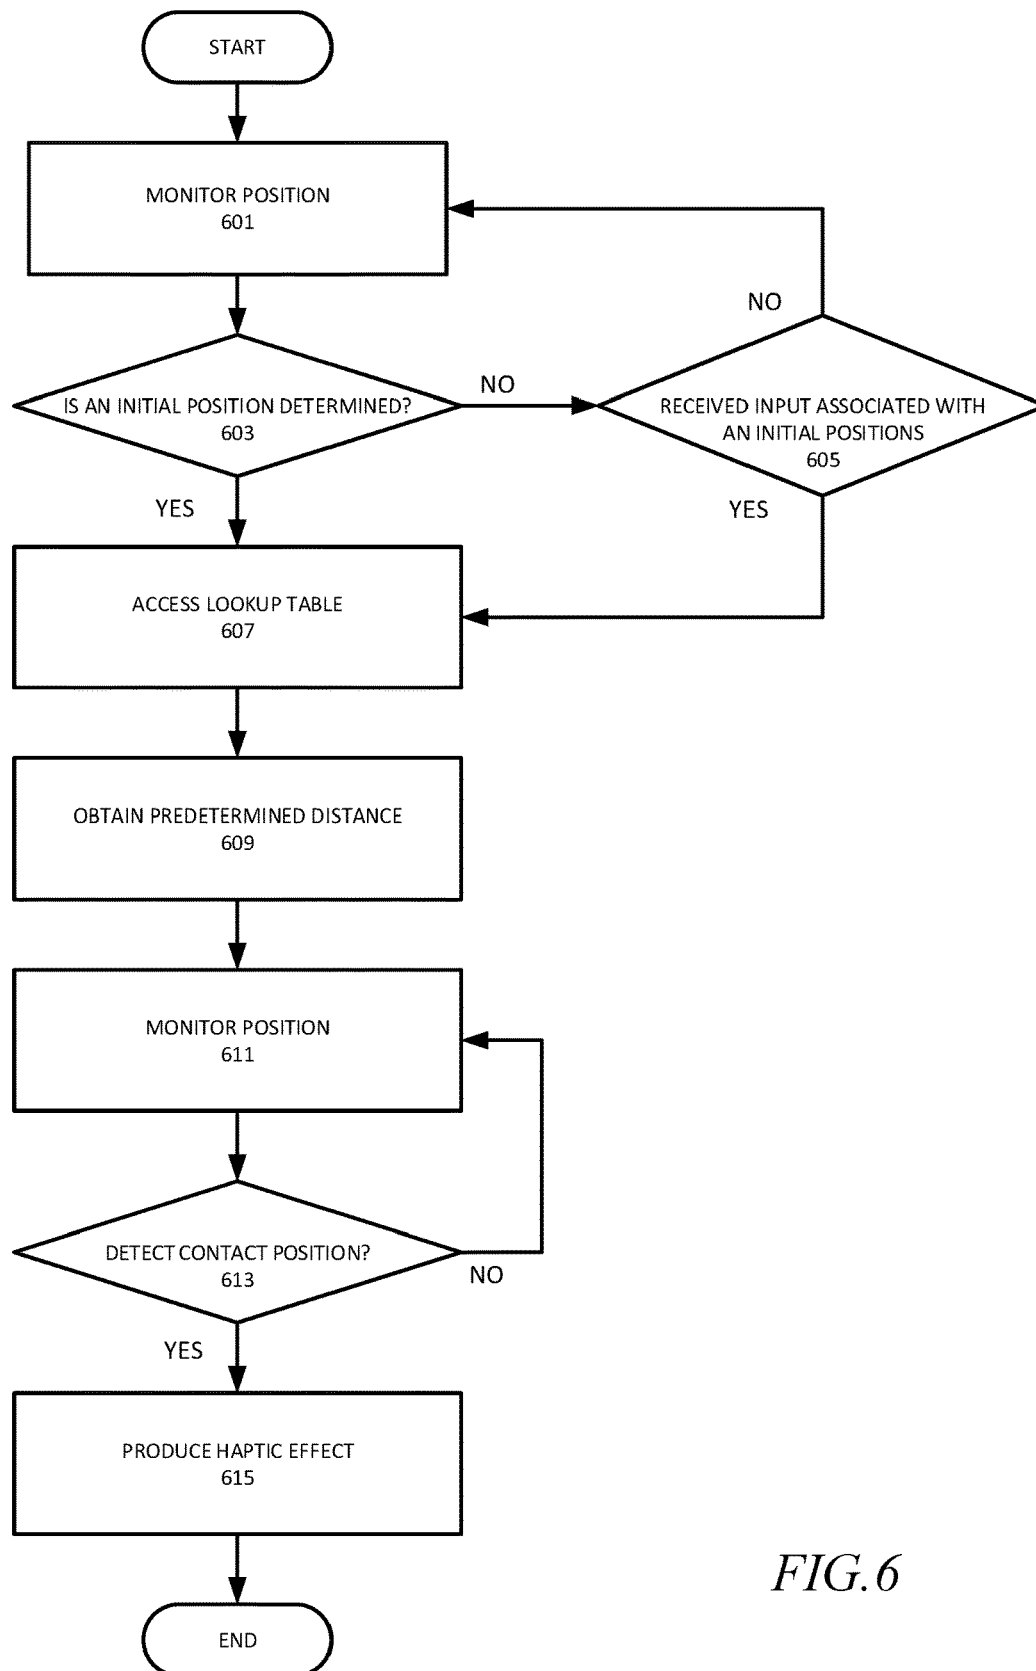 START
MONITOR POSITION
601
NO
IS AN INITIAL POSITION DETERMINED?
603
NO
RECEIVED INPUT ASSOCIATED WITH
AN INITIAL POSITIONS
605
YES
YES
ACCESS LOOKUP TABLE
607
OBTAIN PREDETERMINED DISTANCE
609
MONITOR POSITION
611
DETECT CONTACT POSITION?
613
NO
YES
PRODUCE HAPTIC EFFECT
615
FIG.6
END